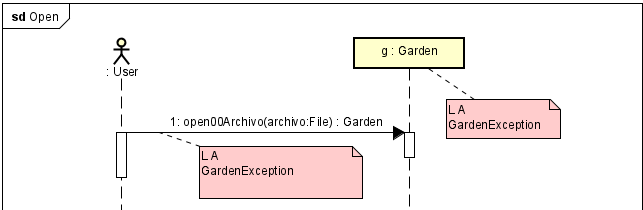 sd Open
: User
g : Garden
L A
GardenException
1: open00Archivo(archivo:File) : Garden
L A
GardenException